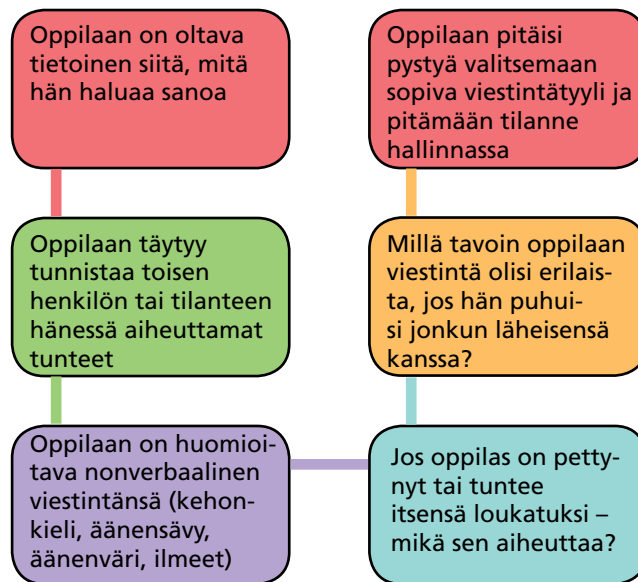 Oppilaan on oltava
tietoinen siitä, mitä
hän haluaa sanoa
Oppilaan täytyy
tunnistaa toisen
henkilön tai tilanteen
hänessä aiheuttamat
tunteet
Oppilaan on huomioi-
tava nonverbaalinen
viestintänsä (kehon-
kieli, äänensävy,
äänenväri, ilmeet)
Jos oppilas on petty-
nyt tai tuntee
itsensä loukatuksi –
mikä sen aiheuttaa?
Millä tavoin oppilaan
viestintä olisi erilais-
ta, jos hän puhui-
si jonkun läheisensä
kanssa?
Oppilaan pitäisi
pystyä valitsemaan
sopiva viestintätyyli ja
pitämään tilanne
hallinnassa